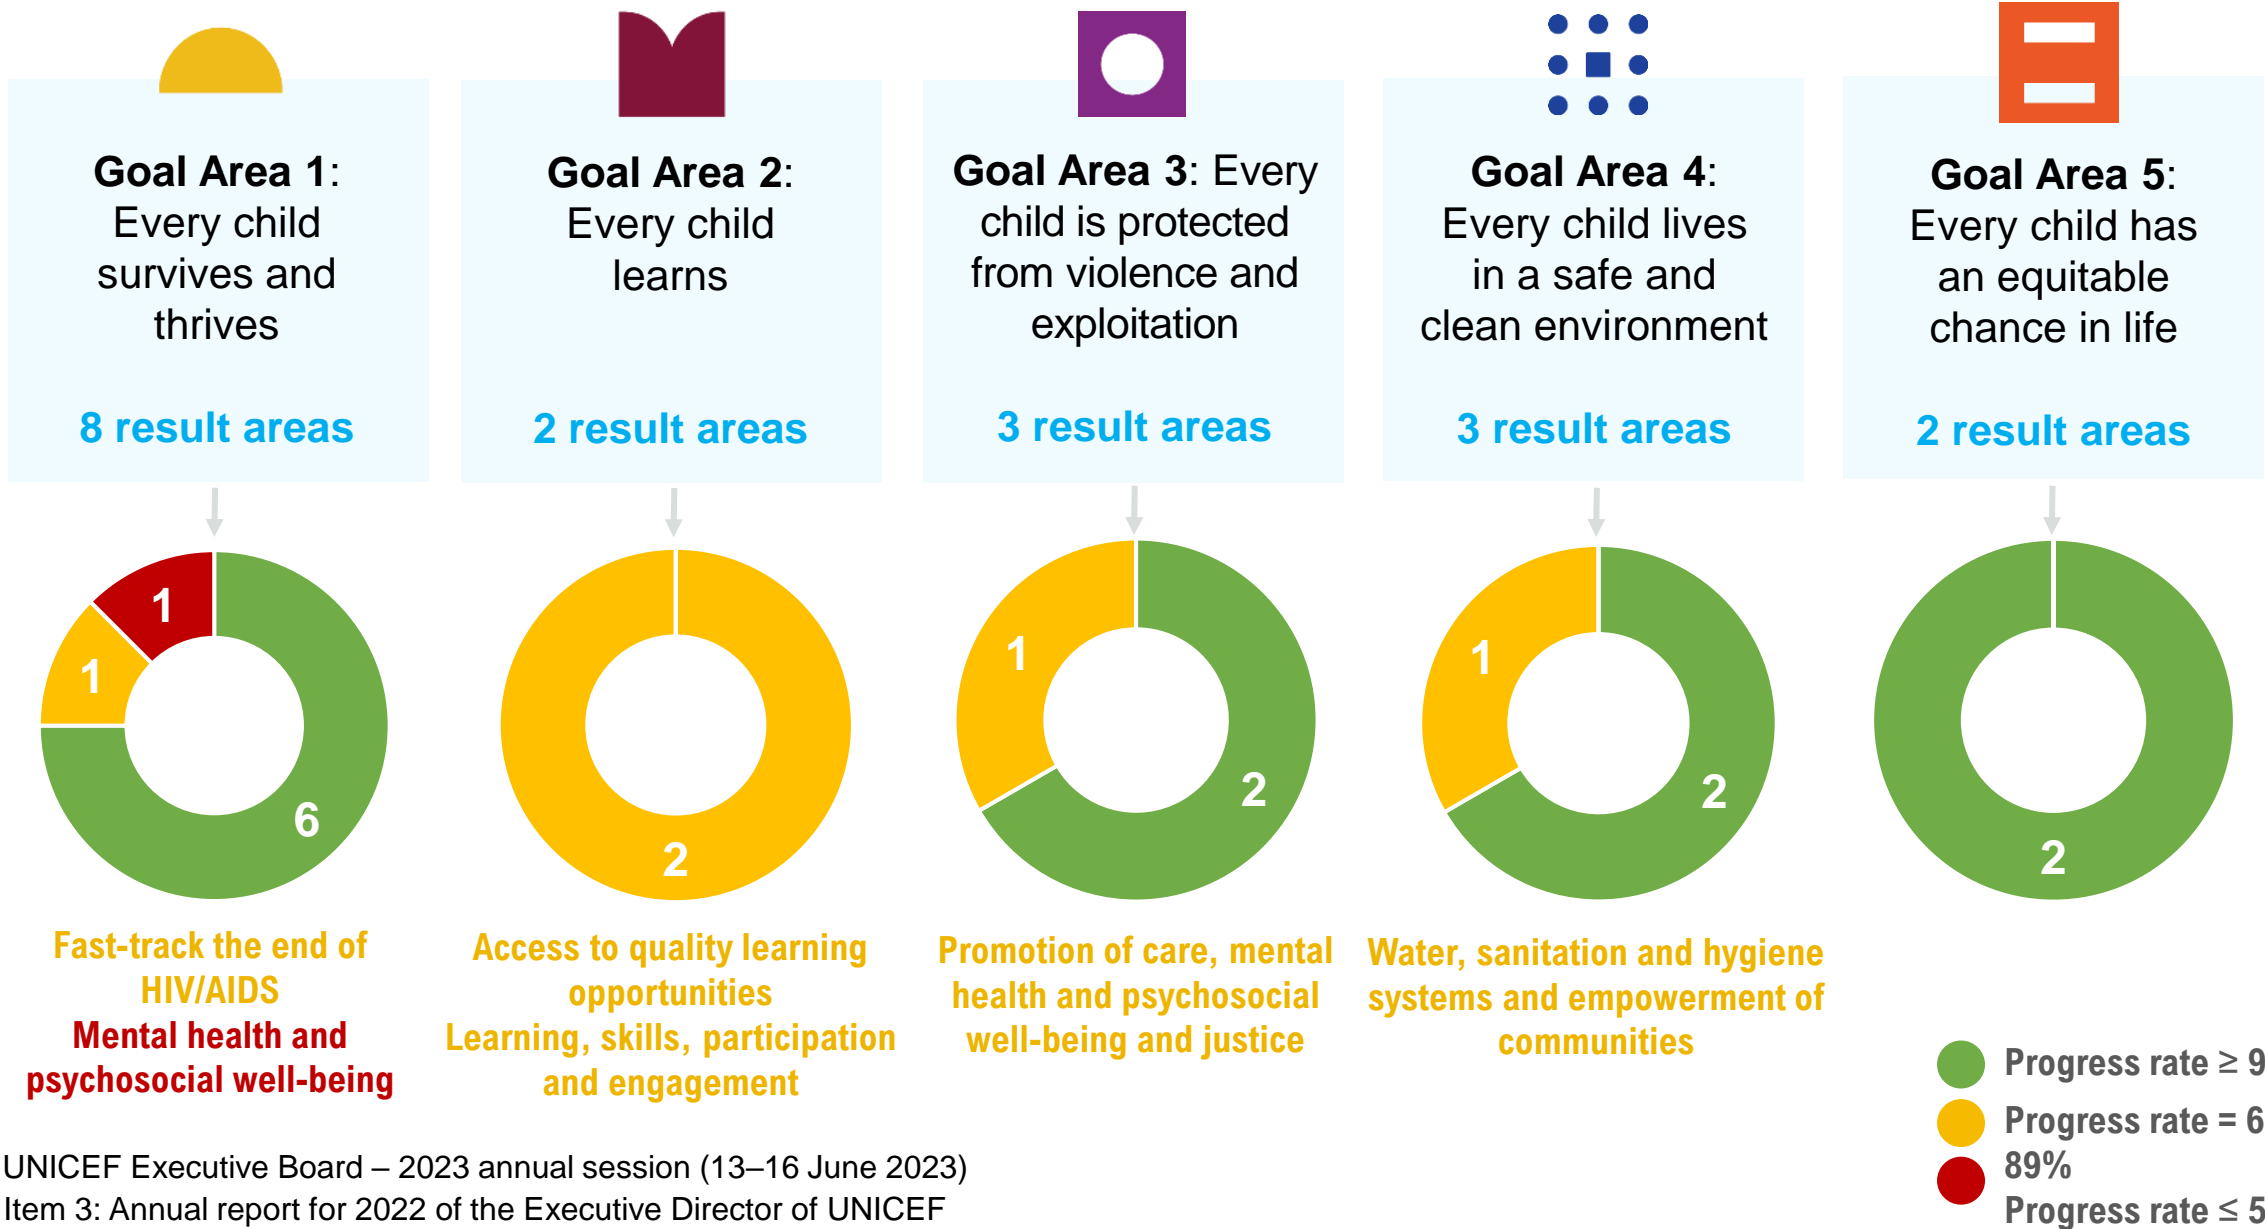 Goal Area 1:
Every child
survives and
thrives
8 result areas
Goal Area 2:
Every child
learns
2 result areas
Goal Area 3: Every
child is protected
from violence and
exploitation
3 result areas
Goal Area 4:
Every child lives
in a safe and
clean environment
3 result areas
Goal Area 5:
Every child has
an equitable
chance in life
2 result areas
1
1
6
2
1
2
1
2
2
Fast-track the end of
HIV/AIDS
Mental health and
psychosocial well-being
Access to quality learning
opportunities
Learning, skills, participation
and engagement
Promotion of care, mental
health and psychosocial
well-being and justice
Water, sanitation and hygiene
systems and empowerment of
communities
Progress rate ≥ 9
Progress rate = 6
89%
Progress rate ≤ 5
UNICEF Executive Board – 2023 annual session (13–16 June 2023)
Item 3: Annual report for 2022 of the Executive Director of UNICEF